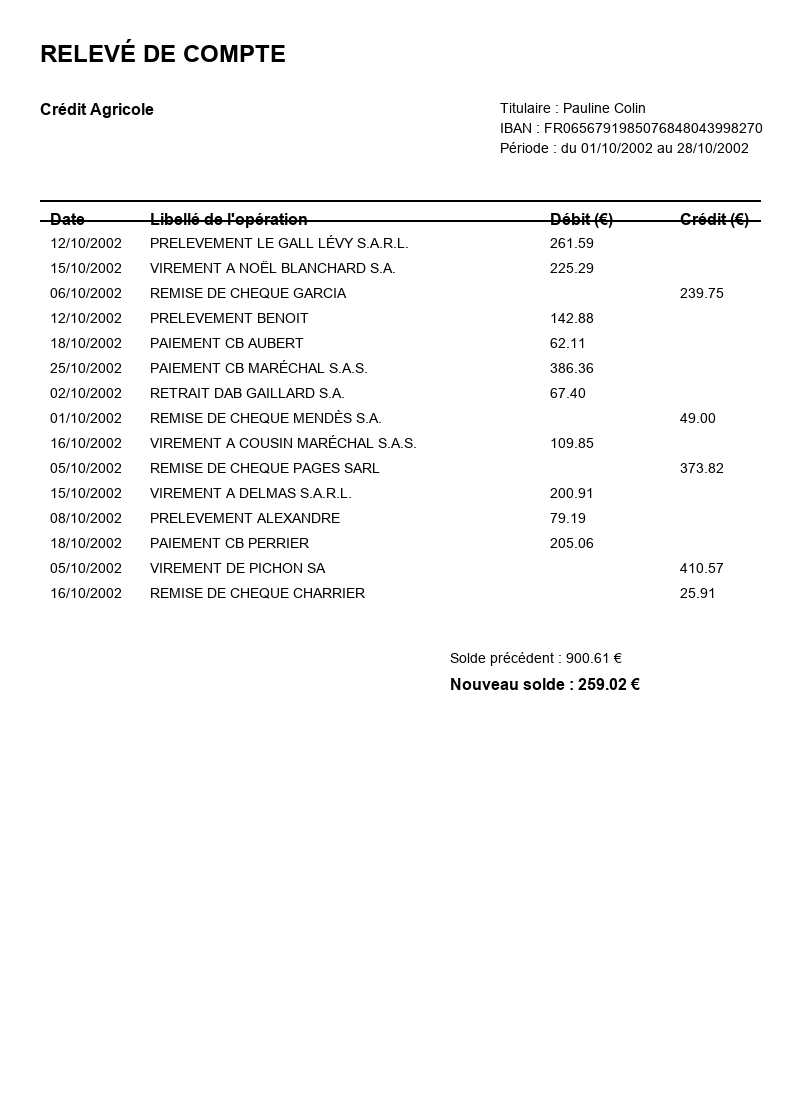 RELEVÉ DE COMPTE
Crédit Agricole
Titulaire : Pauline Colin
IBAN : FR0656791985076848043998270
Période : du 01/10/2002 au 28/10/2002
Date Libellé de l'opération Débit (€) Crédit (€)
12/10/2002 PRELEVEMENT LE GALL LÉVY S.A.R.L. 261.59
15/10/2002 VIREMENT A NOËL BLANCHARD S.A. 225.29
06/10/2002 REMISE DE CHEQUE GARCIA 239.75
12/10/2002 PRELEVEMENT BENOIT 142.88
18/10/2002 PAIEMENT CB AUBERT 62.11
25/10/2002 PAIEMENT CB MARÉCHAL S.A.S. 386.36
02/10/2002 RETRAIT DAB GAILLARD S.A. 67.40
01/10/2002 REMISE DE CHEQUE MENDÈS S.A. 49.00
16/10/2002 VIREMENT A COUSIN MARÉCHAL S.A.S. 109.85
05/10/2002 REMISE DE CHEQUE PAGES SARL 373.82
15/10/2002 VIREMENT A DELMAS S.A.R.L. 200.91
08/10/2002 PRELEVEMENT ALEXANDRE 79.19
18/10/2002 PAIEMENT CB PERRIER 205.06
05/10/2002 VIREMENT DE PICHON SA 410.57
16/10/2002 REMISE DE CHEQUE CHARRIER 25.91
Solde précédent : 900.61 €
Nouveau solde : 259.02 €